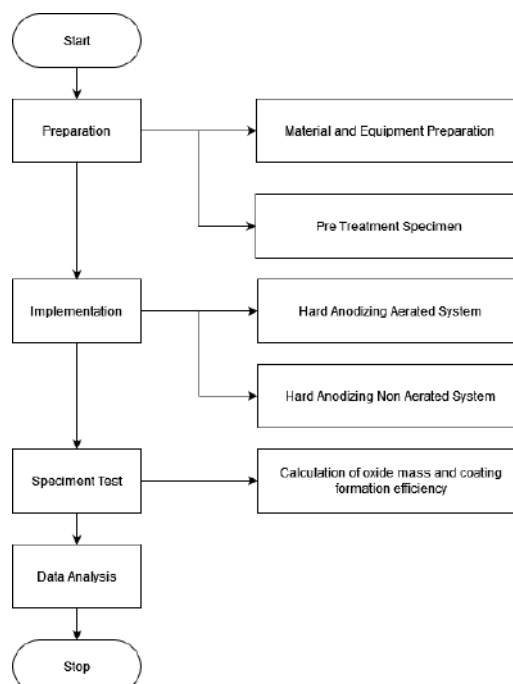 Start
Preparation
Material and Equipment Preparation
Pre Treatment Specimen
Implementation
Hard Anodizing Aerated System
Hard Anodizing Non Aerated System
Speciment Test
Calculation of oxide mass and coating
formation efficiency
Data Analysis
Stop